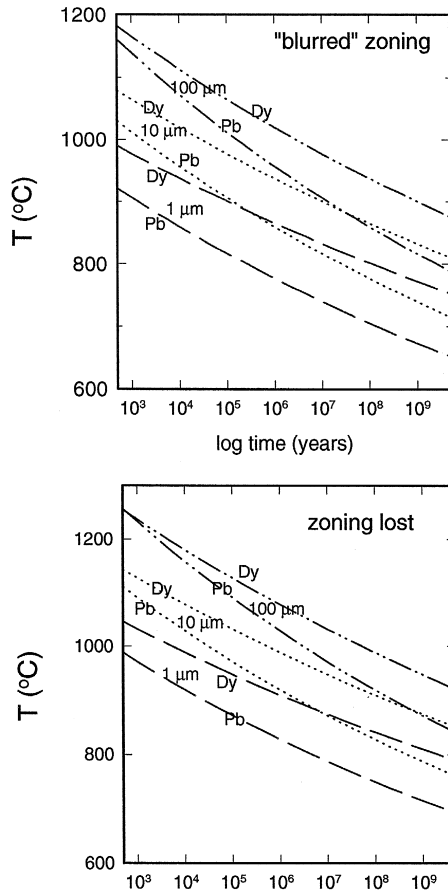 1200
"blurred" zoning
100 μm
Dy
Dy
Pb
10 μm
1000
Pb
Dy
T (°C)
1 μm
Pb
800
600
10³ 10⁴ 10⁵ 10⁶ 10⁷ 10⁸ 10⁹
log time (years)
zoning lost
1200
Dy
Dy
Pb
100 μm
Pb
10 μm
1000
1 μm
Dy
T (°C)
Pb
800
600
10³ 10⁴ 10⁵ 10⁶ 10⁷ 10⁸ 10⁹